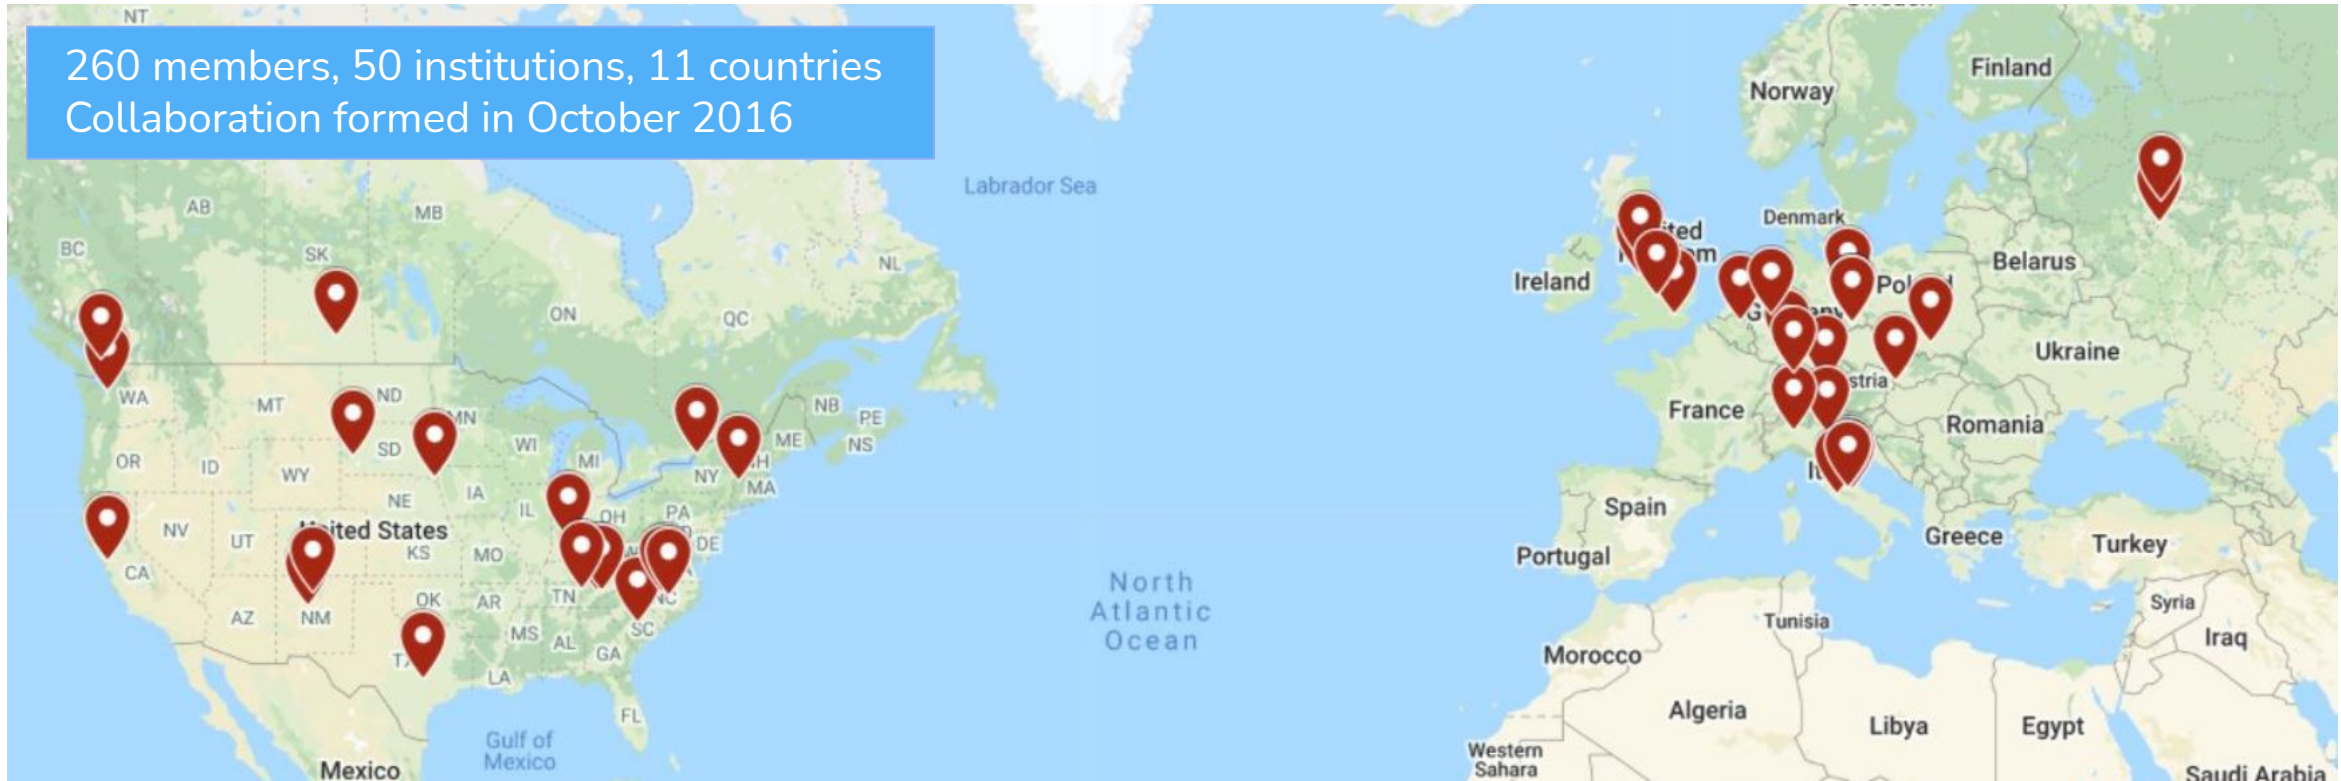 NT
260 members, 50 institutions, 11 countries
Collaboration formed in October 2016
Finland
Norway
Labrador Sea
AB
MB
Denmark
BC
SK
NL
Belarus
Ireland
ON
QC
Ukraine
WA
MT
ND
MN
NB
PE
France
Romania
OR
ID
WY
SD
WI
MI
ME
NS
NY
MA
NE
IA
IL
OH
PA
Spain
NV
UT
United States
KS
MO
DE
Portugal
Greece
Turkey
CA
AZ
NM
OK
AR
TN
NC
SC
North
Atlantic
Ocean
Tunisia
Syria
Iraq
MS
AL
GA
LA
Morocco
FL
Algeria
Libya
Egypt
Gulf of
Mexico
Mexico
Western
Sahara
Saudi Arabia